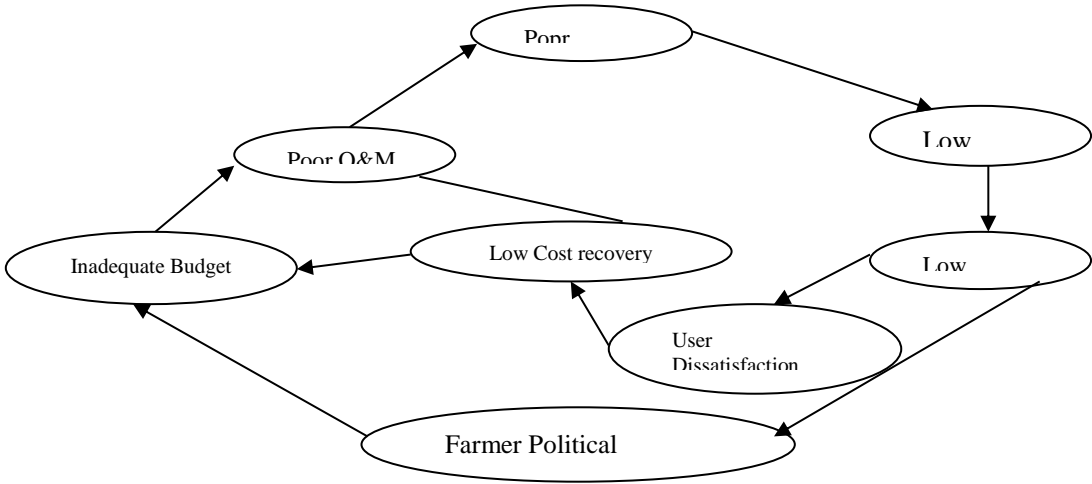 Poor
Low
Poor O&M
Low Cost recovery
Inadequate Budget
Low
User
Dissatisfaction
Farmer Political